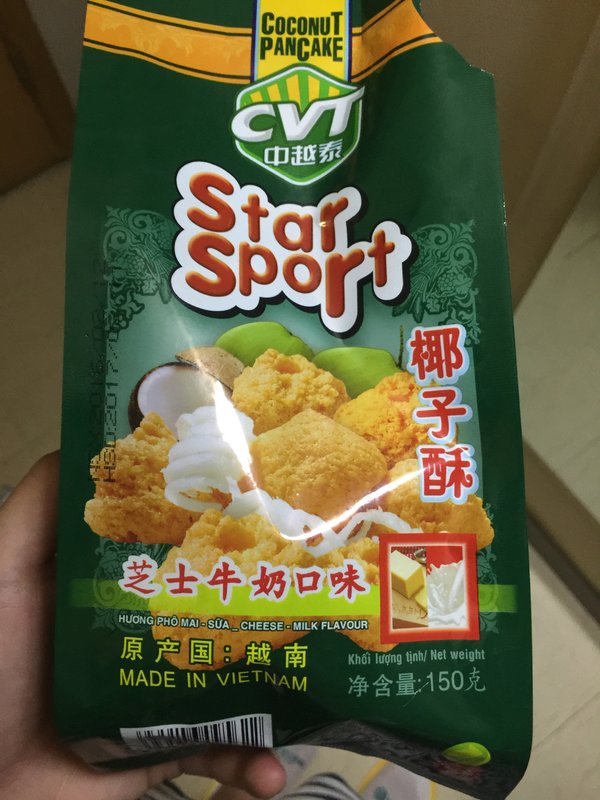 COCONUT
PANCAKE
CVT
中越泰
Star
Sport
椰子酥
芝士牛奶口味
HƯƠNG PHÔ MAI - SỮA _ CHEESE - MILK FLAVOUR
原产国：越南
MADE IN VIETNAM
Khối lượng tịnh/ Net weight
净含量:150克